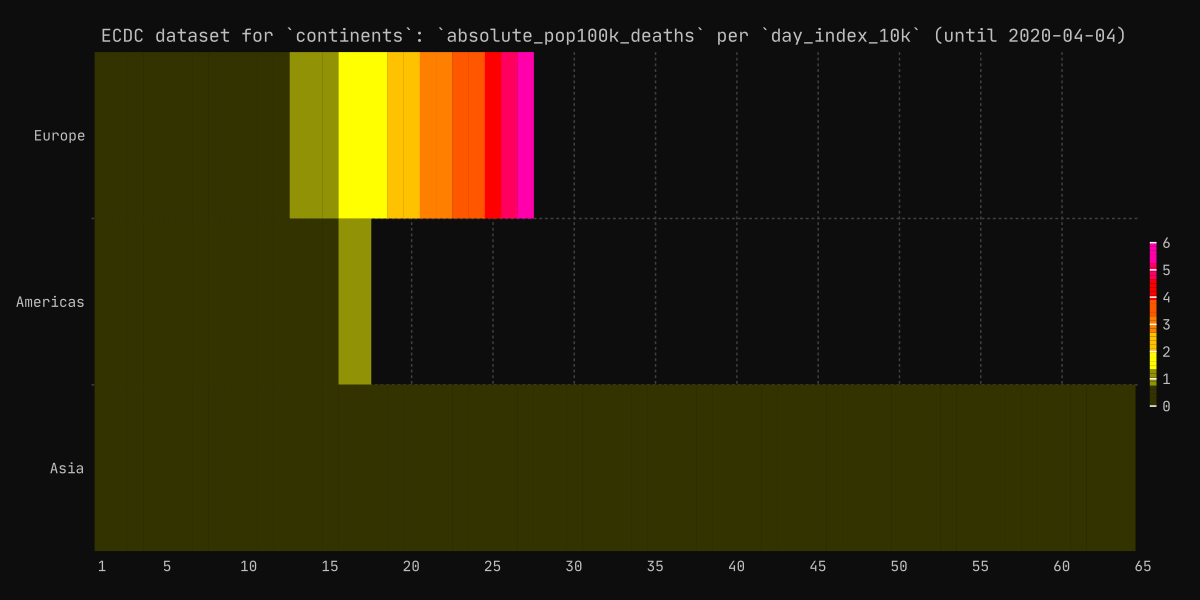 ECDC dataset for `continents`: `absolute_pop100k_deaths` per `day_index_10k` (until 2020-04-04)
Europe
Americas
Asia
6
5
4
3
2
1
0
1 5 10 15 20 25 30 35 40 45 50 55 60 65